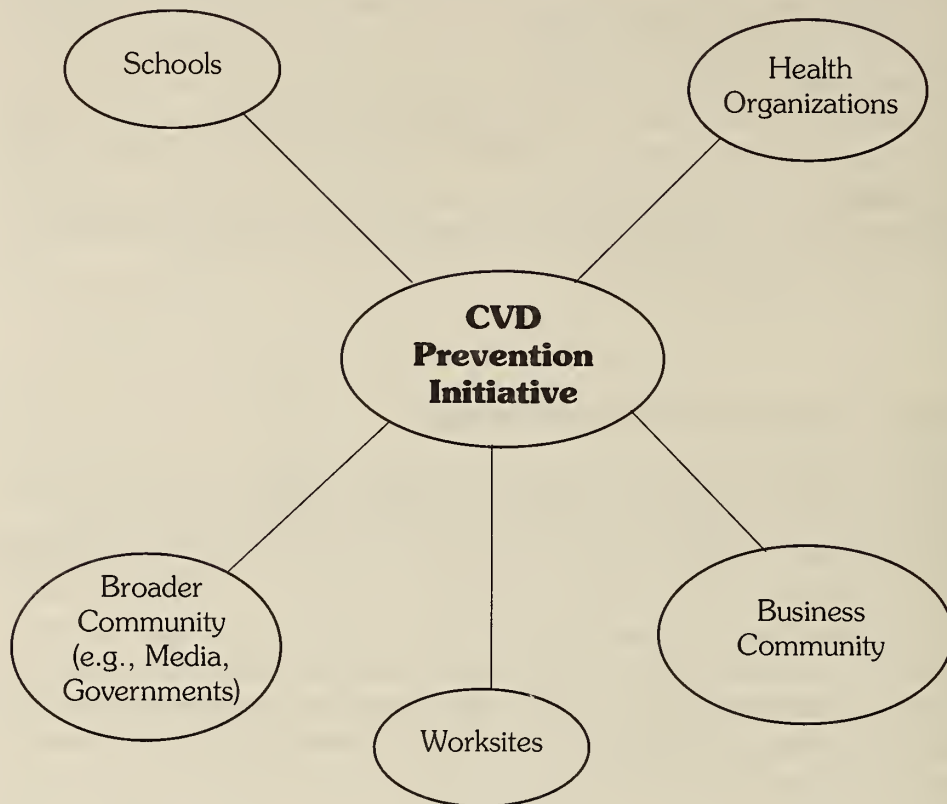 Schools
Health
Organizations
CVD
Prevention
Initiative
Broader
Community
(e.g., Media,
Governments)
Business
Community
Worksites